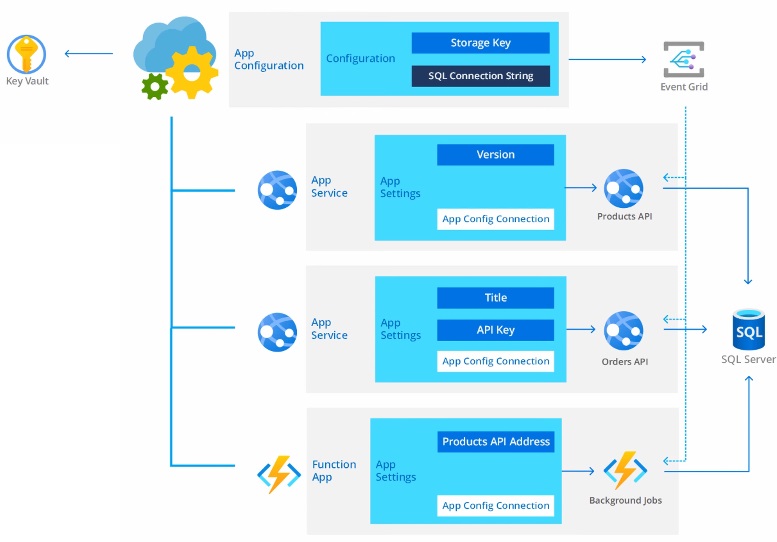 Key Vault
App
Configuration
Configuration
Storage Key
SQL Connection String
Event Grid
App
Service
App
Settings
Version
App Config Connection
Products API
App
Service
App
Settings
Title
API Key
App Config Connection
Orders API
SQL
SQL Server
Function
App
App
Settings
Products API Address
App Config Connection
Background Jobs